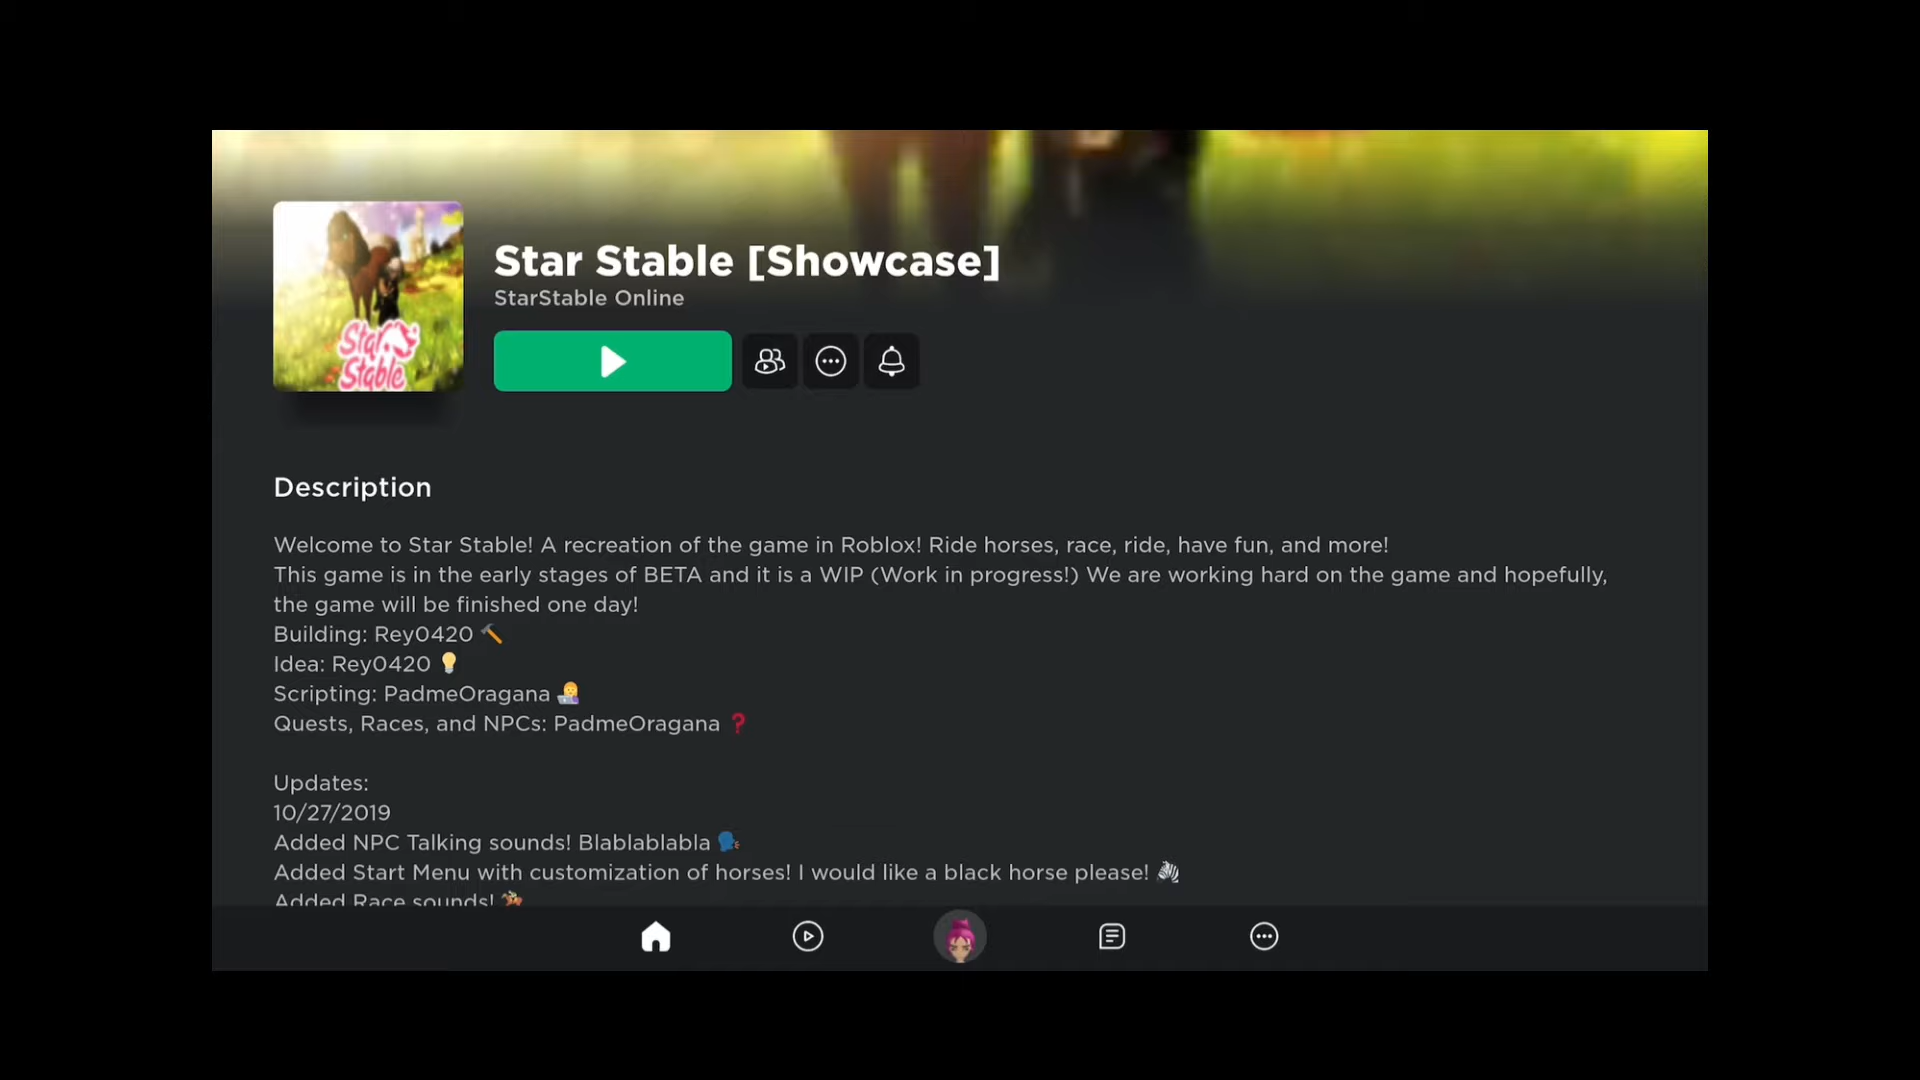 Star Stable
Star Stable [Showcase]
StarStable Online
Description
Welcome to Star Stable! A recreation of the game in Roblox! Ride horses, race, ride, have fun, and more!
This game is in the early stages of BETA and it is a WIP (Work in progress!) We are working hard on the game and hopefully,
the game will be finished one day!
Building: Rey0420 🔨
Idea: Rey0420 💡
Scripting: PadmeOragana 👩‍💻
Quests, Races, and NPCs: PadmeOragana ❓
Updates:
10/27/2019
Added NPC Talking sounds! Blablablabla 🗣
Added Start Menu with customization of horses! I would like a black horse please! 🦓
Added Race sounds! 🏇